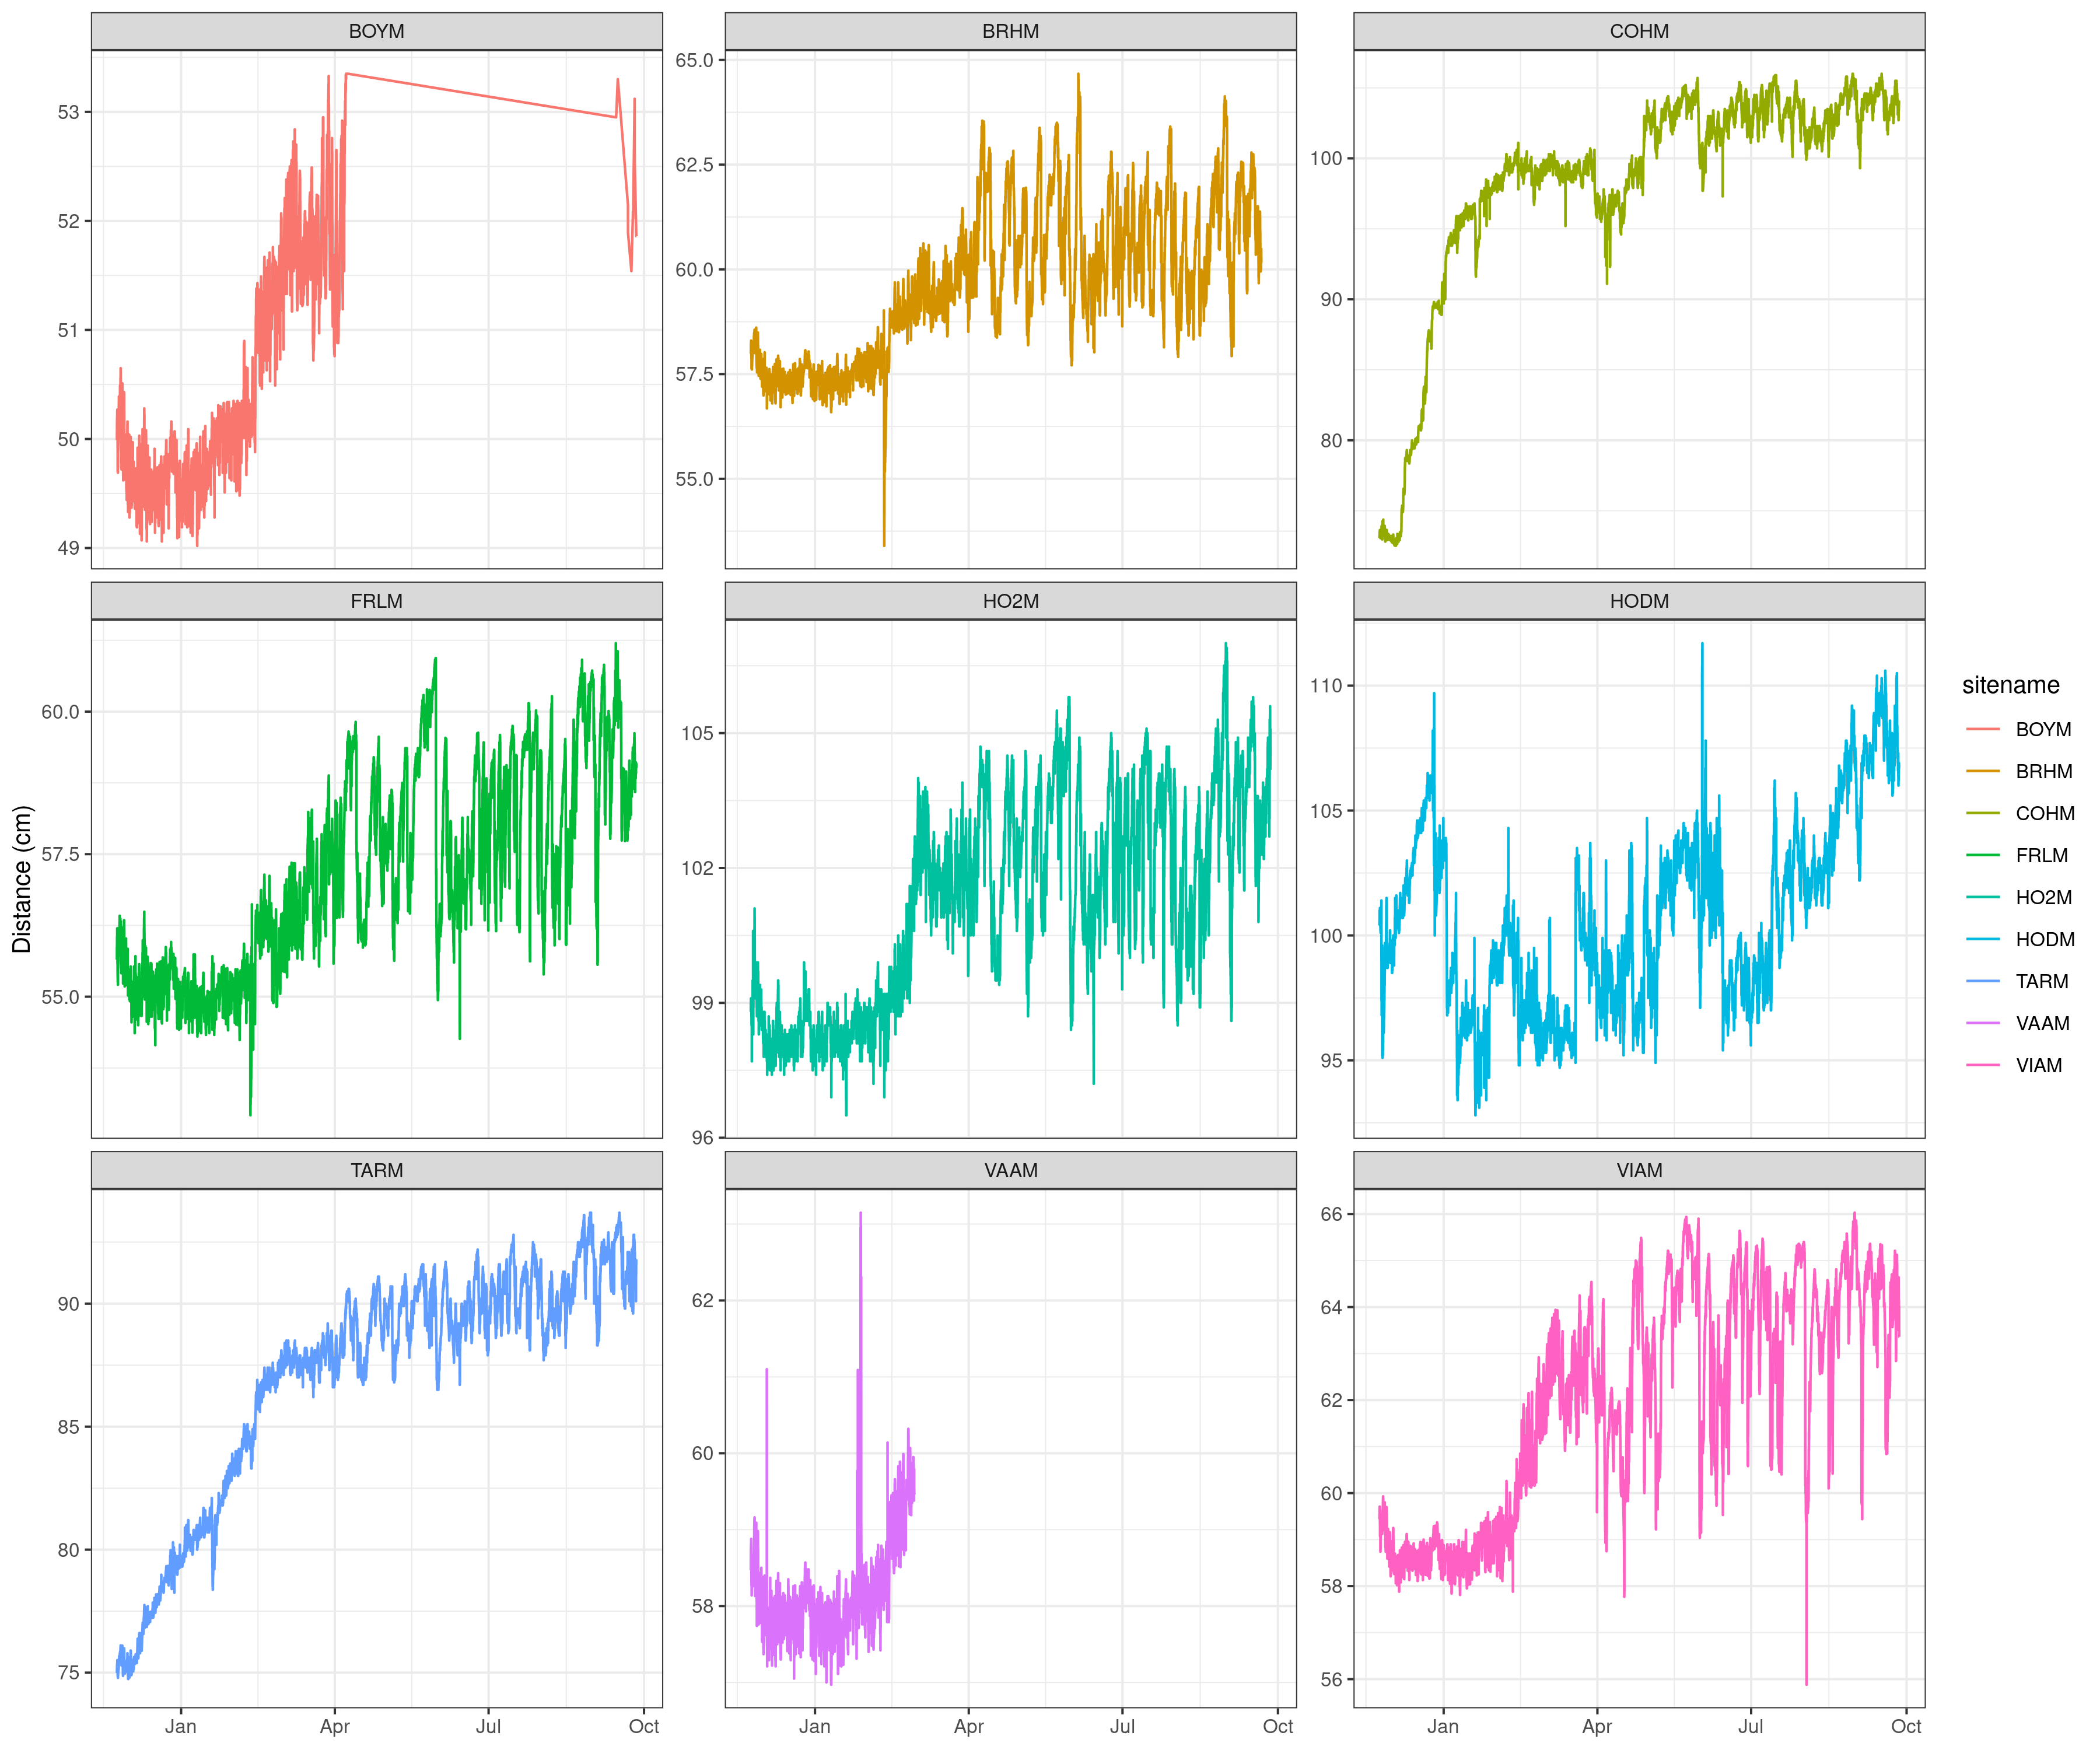 BOYM
BRHM
COHM
53
52
51
50
49
65.0
62.5
60.0
57.5
55.0
100
90
80
FRLM
HO2M
HODM
60.0
57.5
55.0
105
102
99
96
110
105
100
95
TARM
VAAM
VIAM
90
85
80
75
62
60
58
66
64
62
60
58
56
Jan Apr Jul Oct
Jan Apr Jul Oct
Jan Apr Jul Oct
Distance (cm)
sitename
BOYM
BRHM
COHM
FRLM
HO2M
HODM
TARM
VAAM
VIAM